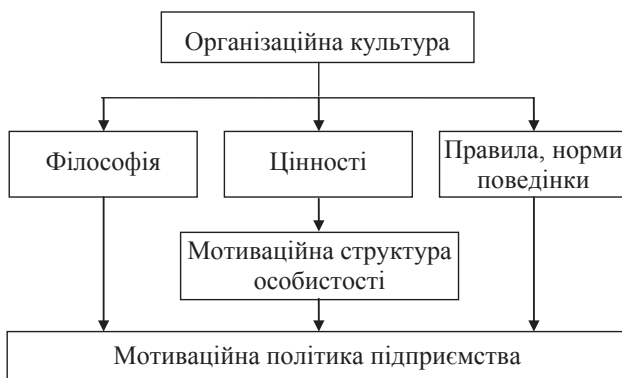 Організаційна культура
Філософія
Цінності
Правила, норми
поведінки
Мотиваційна структура
особистості
Мотиваційна політика підприємства